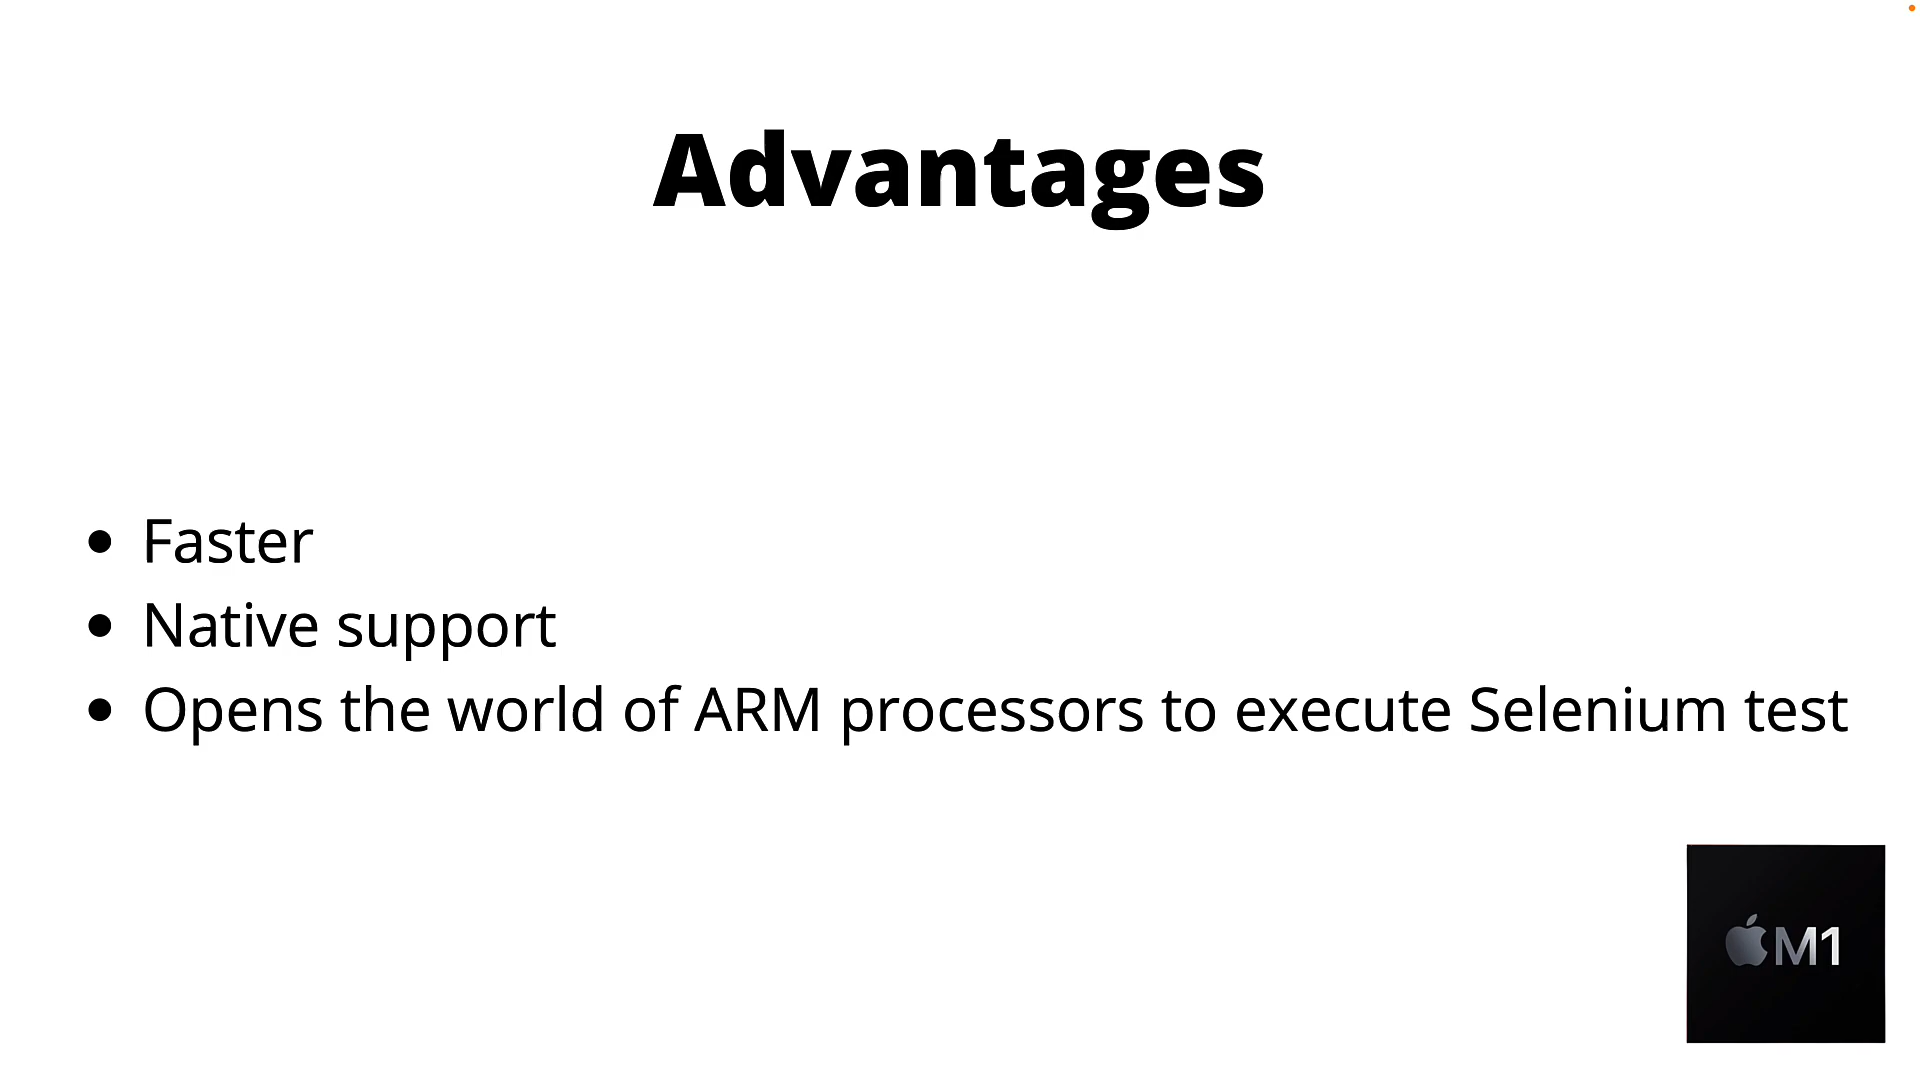 Advantages
Faster
Native support
Opens the world of ARM processors to execute Selenium test
M1